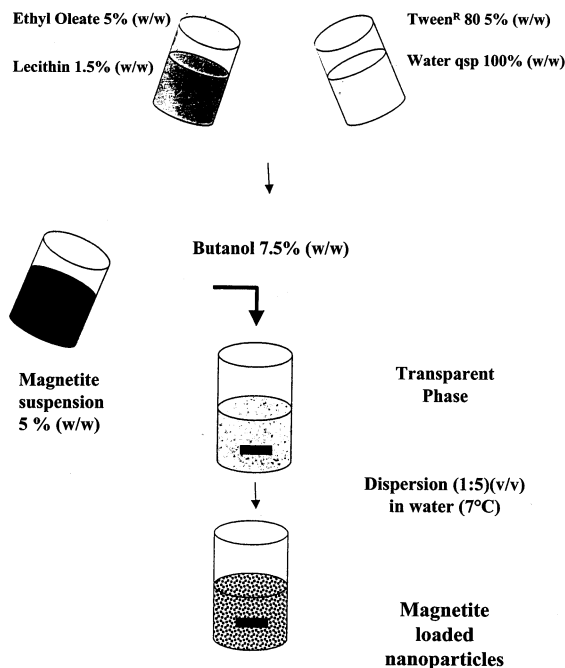 Ethyl Oleate 5% (w/w)
Lecithin 1.5% (w/w)
Tweenᴿ 80 5% (w/w)
Water qsp 100% (w/w)
Butanol 7.5% (w/w)
Magnetite
suspension
5 % (w/w)
Transparent
Phase
Dispersion (1:5)(v/v)
in water (7°C)
Magnetite
loaded
nanoparticles